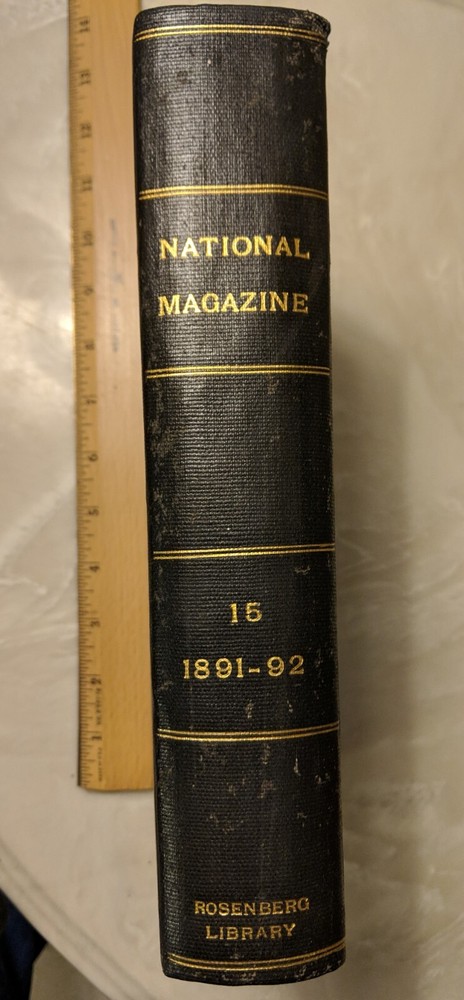 NATIONAL
MAGAZINE
15
1891-92
ROSENBERG
LIBRARY